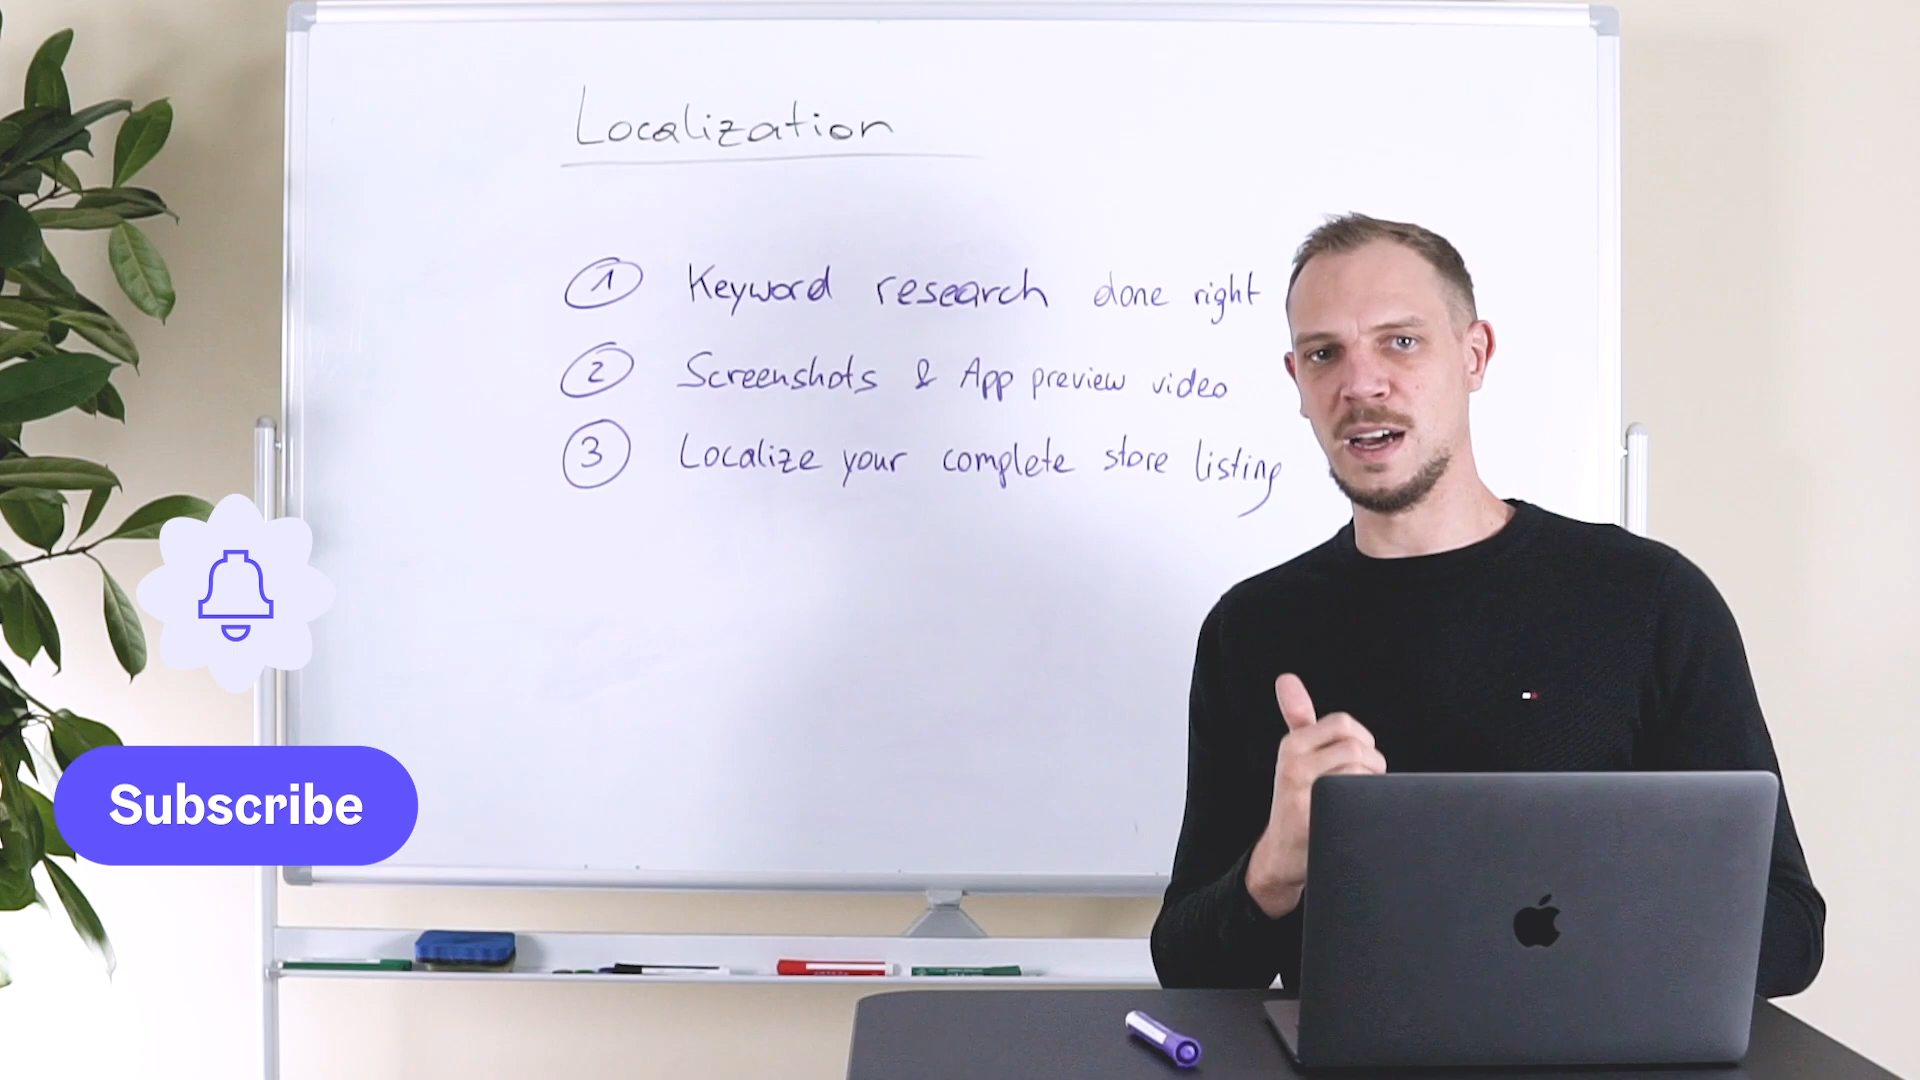 Localization
1 Keyword research done right
2 Screenshots & App preview video
3 Localize your complete store listing
Subscribe